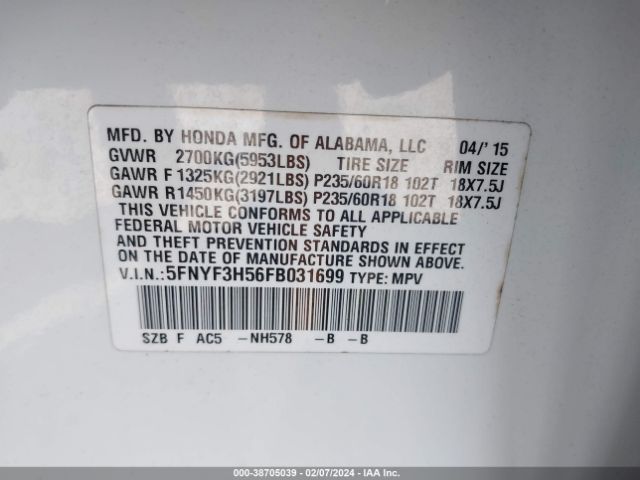 MFD. BY HONDA MFG. OF ALABAMA, LLC 04/'15
GVWR 2700KG(5953LBS) TIRE SIZE RIM SIZE
GAWR F 1325KG(2921LBS) P235/60R18 102T 18X7.5J
GAWR R1450KG(3197LBS) P235/60R18 102T 18X7.5J
THIS VEHICLE CONFORMS TO ALL APPLICABLE
FEDERAL MOTOR VEHICLE SAFETY
AND THEFT PREVENTION STANDARDS IN EFFECT
ON THE DATE OF MANUFACTURE SHOWN ABOVE.
V.I.N.:5FNYF3H56FB031699 TYPE: MPV
SZB F AC5 -NH578 -B -B
000-38705039 - 02/07/2024 - IAAI.COM